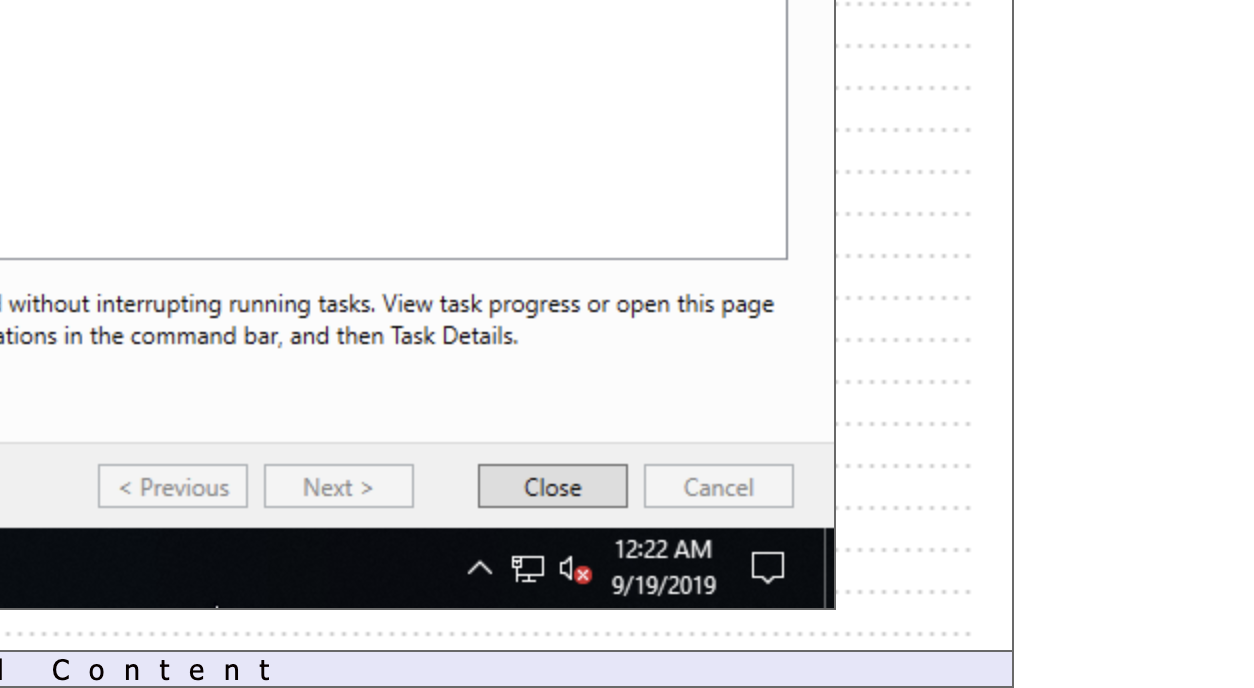 without interrupting running tasks. View task progress or open this page
ations in the command bar, and then Task Details.
< Previous Next > Close Cancel
12:22 AM
9/19/2019
Content